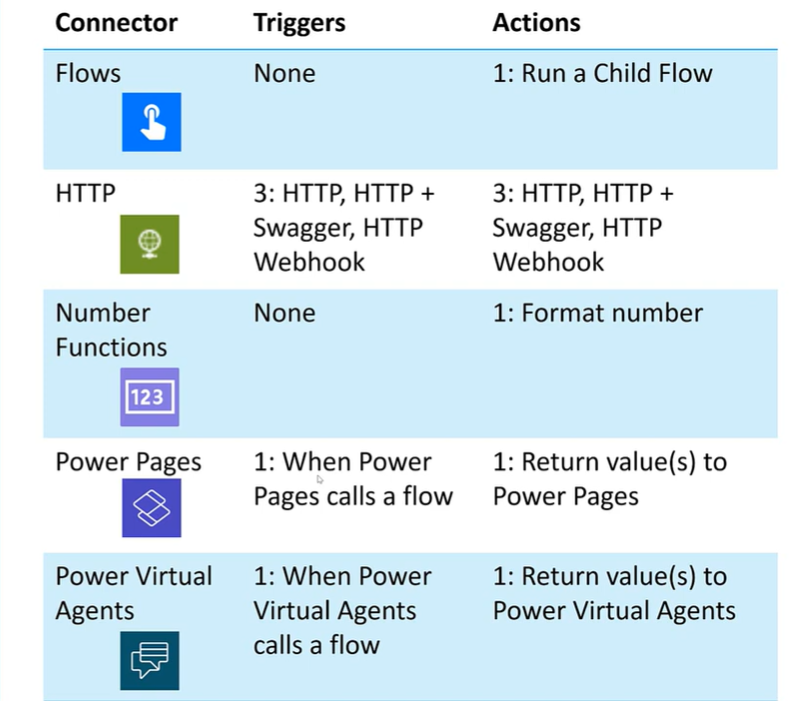 Connector Triggers Actions
Flows None 1: Run a Child Flow
HTTP 3: HTTP, HTTP + 3: HTTP, HTTP +
Swagger, HTTP Swagger, HTTP
Webhook Webhook
Number None 1: Format number
Functions
123
Power Pages 1: When Power 1: Return value(s) to
Pages calls a flow Power Pages
Power Virtual 1: When Power 1: Return value(s) to
Agents Virtual Agents Power Virtual Agents
calls a flow